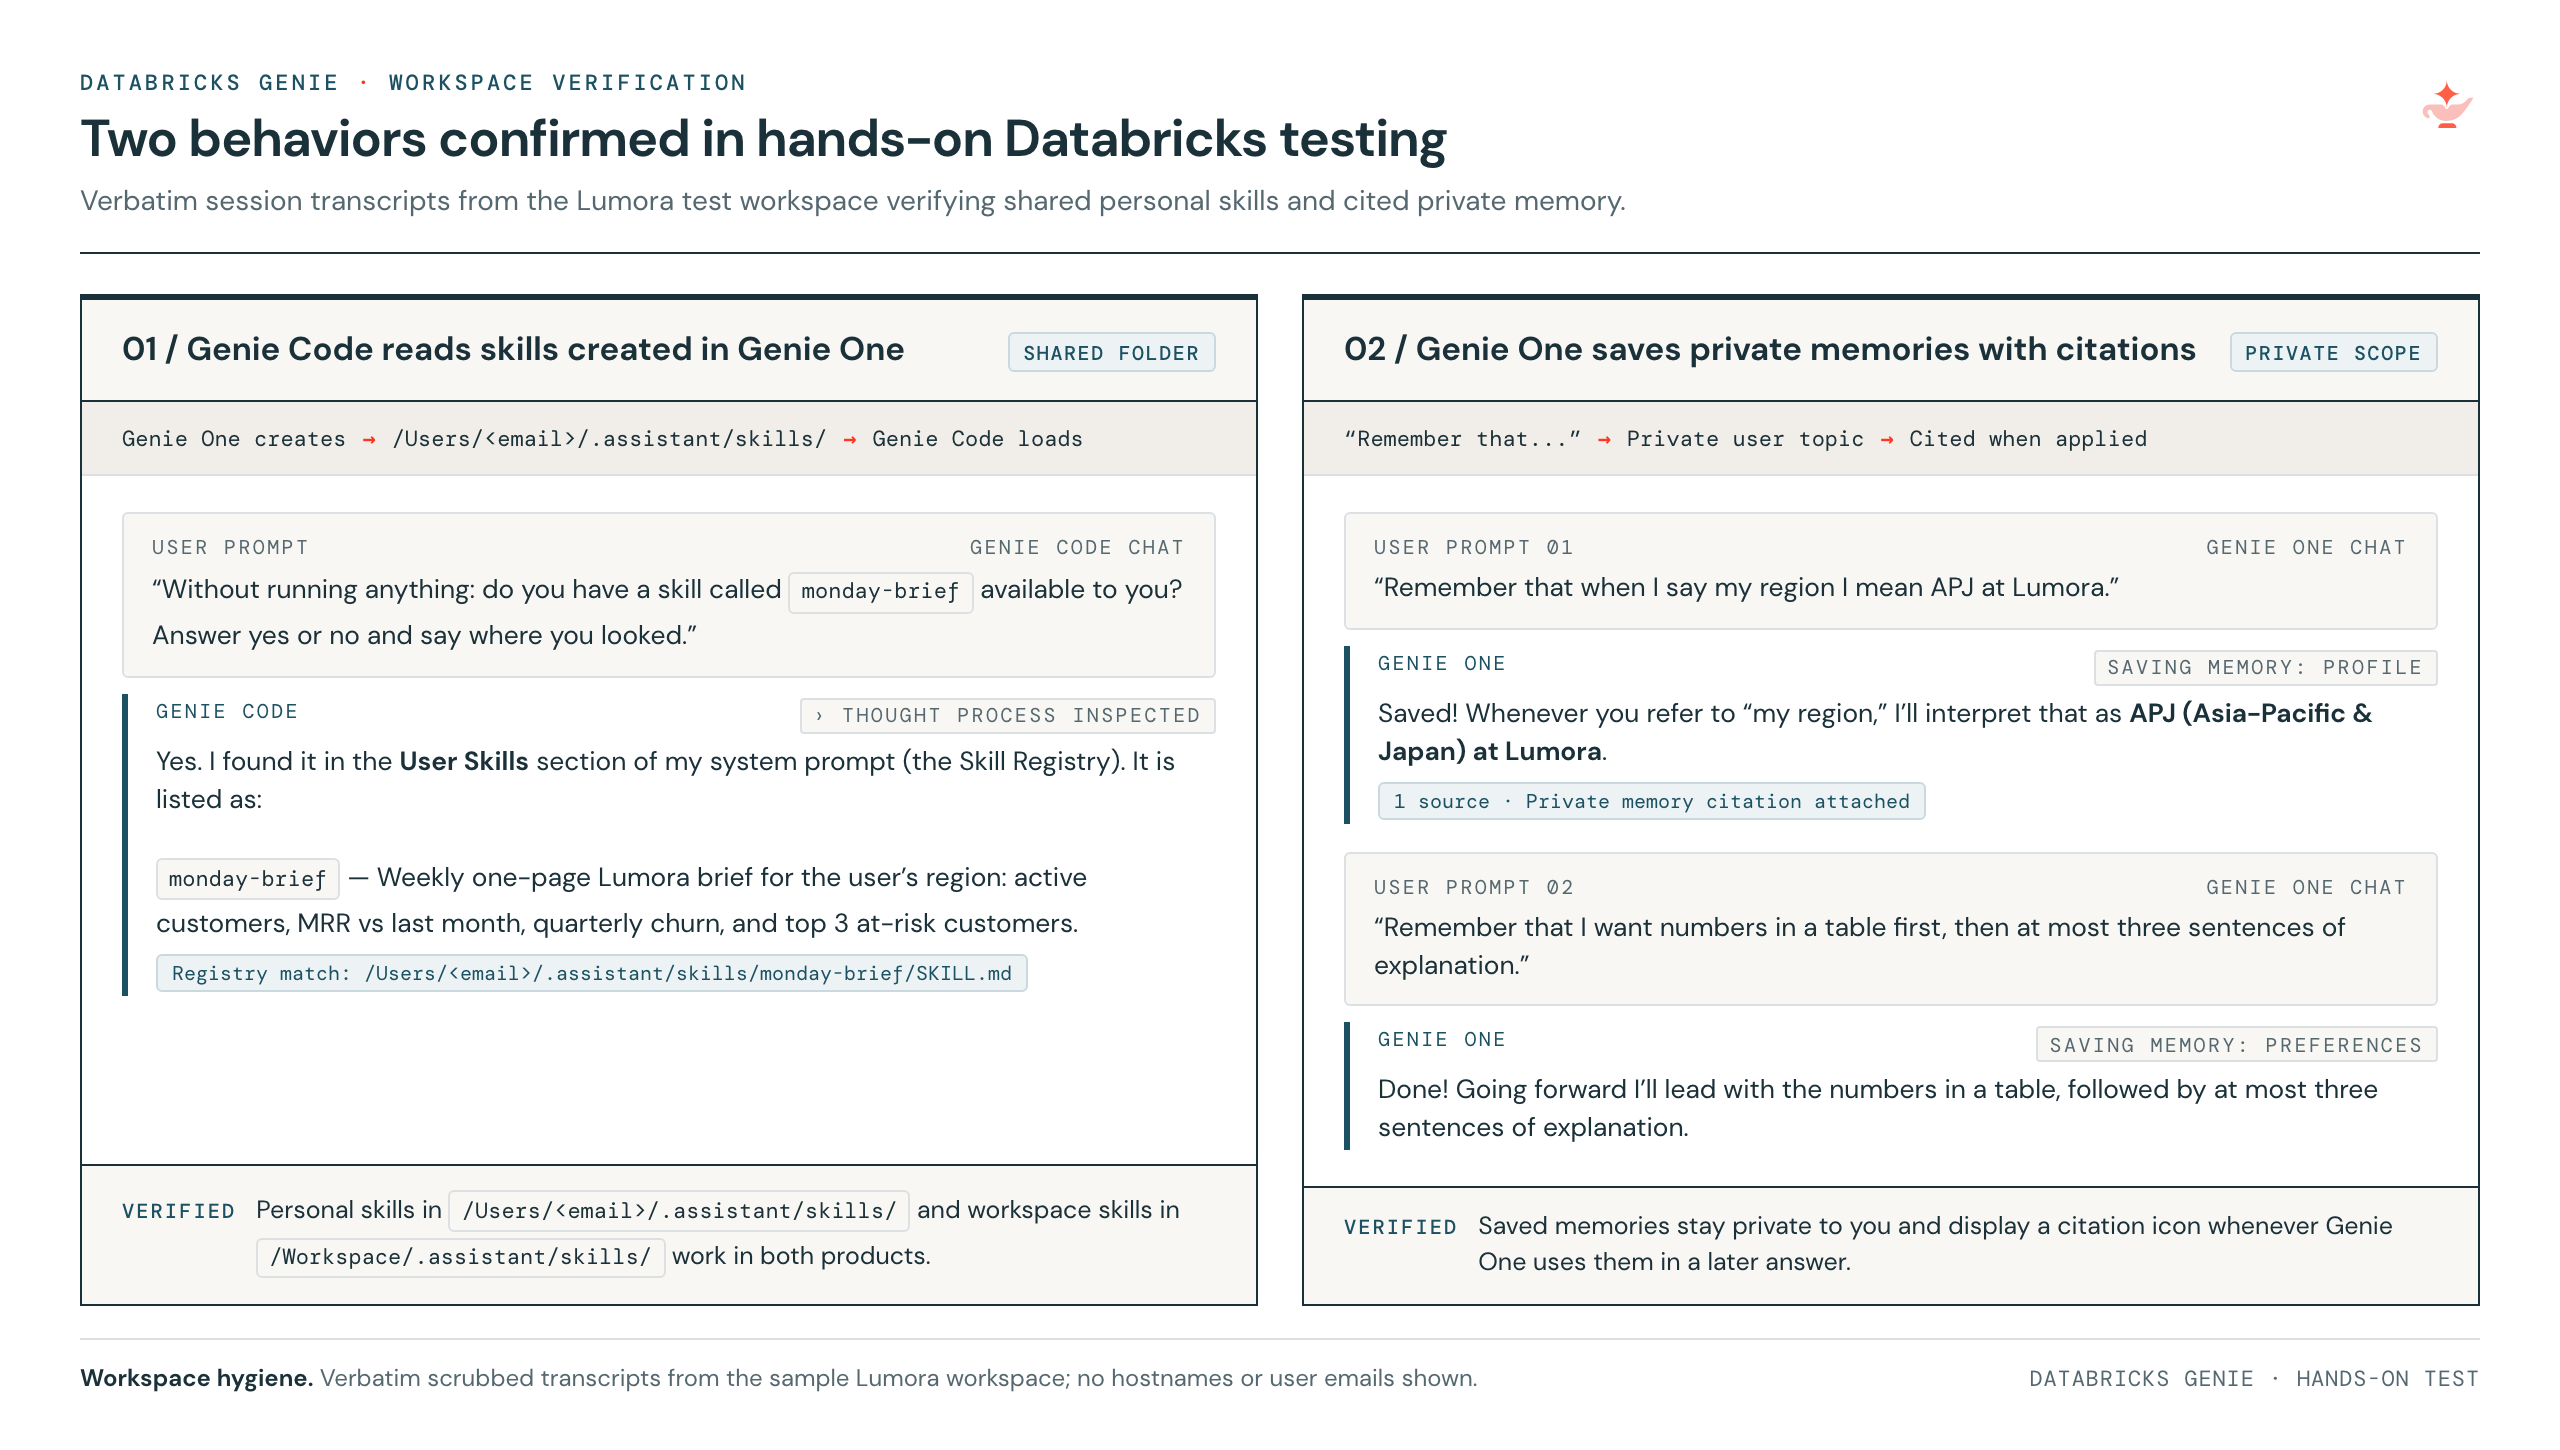 DATABRICKS GENIE · WORKSPACE VERIFICATION
Two behaviors confirmed in hands-on Databricks testing
Verbatim session transcripts from the Lumora test workspace verifying shared personal skills and cited private memory.
01 / Genie Code reads skills created in Genie One
SHARED FOLDER
Genie One creates → /Users/<email>/.assistant/skills/ → Genie Code loads
USER PROMPT
GENIE CODE CHAT
“Without running anything: do you have a skill called monday-brief available to you?
Answer yes or no and say where you looked.”
GENIE CODE
› THOUGHT PROCESS INSPECTED
Yes. I found it in the User Skills section of my system prompt (the Skill Registry). It is
listed as:
monday-brief — Weekly one-page Lumora brief for the user’s region: active
customers, MRR vs last month, quarterly churn, and top 3 at-risk customers.
Registry match: /Users/<email>/.assistant/skills/monday-brief/SKILL.md
VERIFIED
Personal skills in /Users/<email>/.assistant/skills/ and workspace skills in
/Workspace/.assistant/skills/ work in both products.
02 / Genie One saves private memories with citations
PRIVATE SCOPE
“Remember that...” → Private user topic → Cited when applied
USER PROMPT 01
GENIE ONE CHAT
“Remember that when I say my region I mean APJ at Lumora.”
GENIE ONE
SAVING MEMORY: PROFILE
Saved! Whenever you refer to “my region,” I’ll interpret that as APJ (Asia-Pacific &
Japan) at Lumora.
1 source · Private memory citation attached
USER PROMPT 02
GENIE ONE CHAT
“Remember that I want numbers in a table first, then at most three sentences of
explanation.”
GENIE ONE
SAVING MEMORY: PREFERENCES
Done! Going forward I’ll lead with the numbers in a table, followed by at most three
sentences of explanation.
VERIFIED
Saved memories stay private to you and display a citation icon whenever Genie
One uses them in a later answer.
Workspace hygiene. Verbatim scrubbed transcripts from the sample Lumora workspace; no hostnames or user emails shown.
DATABRICKS GENIE · HANDS-ON TEST